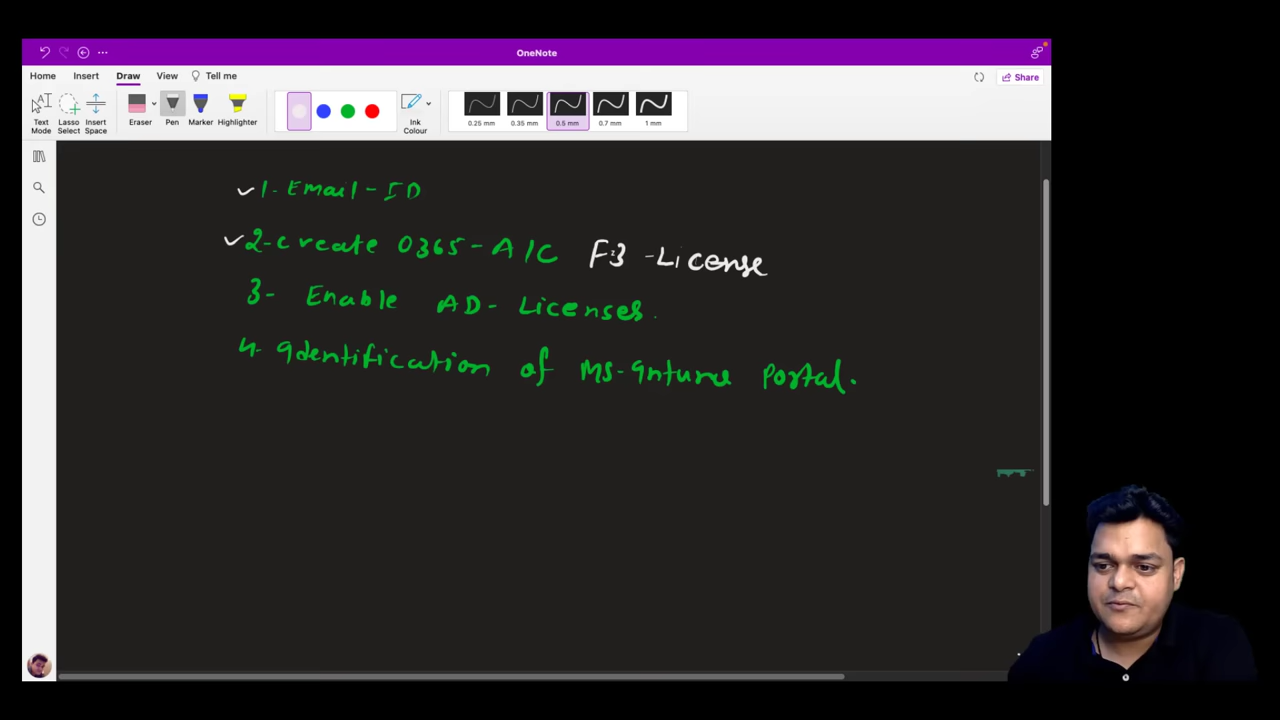 OneNote
Home Insert Draw View Tell me
Share
Text Mode
Lasso Select
Insert Space
Eraser
Pen
Marker
Highlighter
Ink Colour
0.25 mm
0.35 mm
0.5 mm
0.7 mm
1 mm
1. Email - ID
2- create O365 - A/C F3 - License
3- Enable AD - Licenses.
4. Identification of MS - Intune Portal.